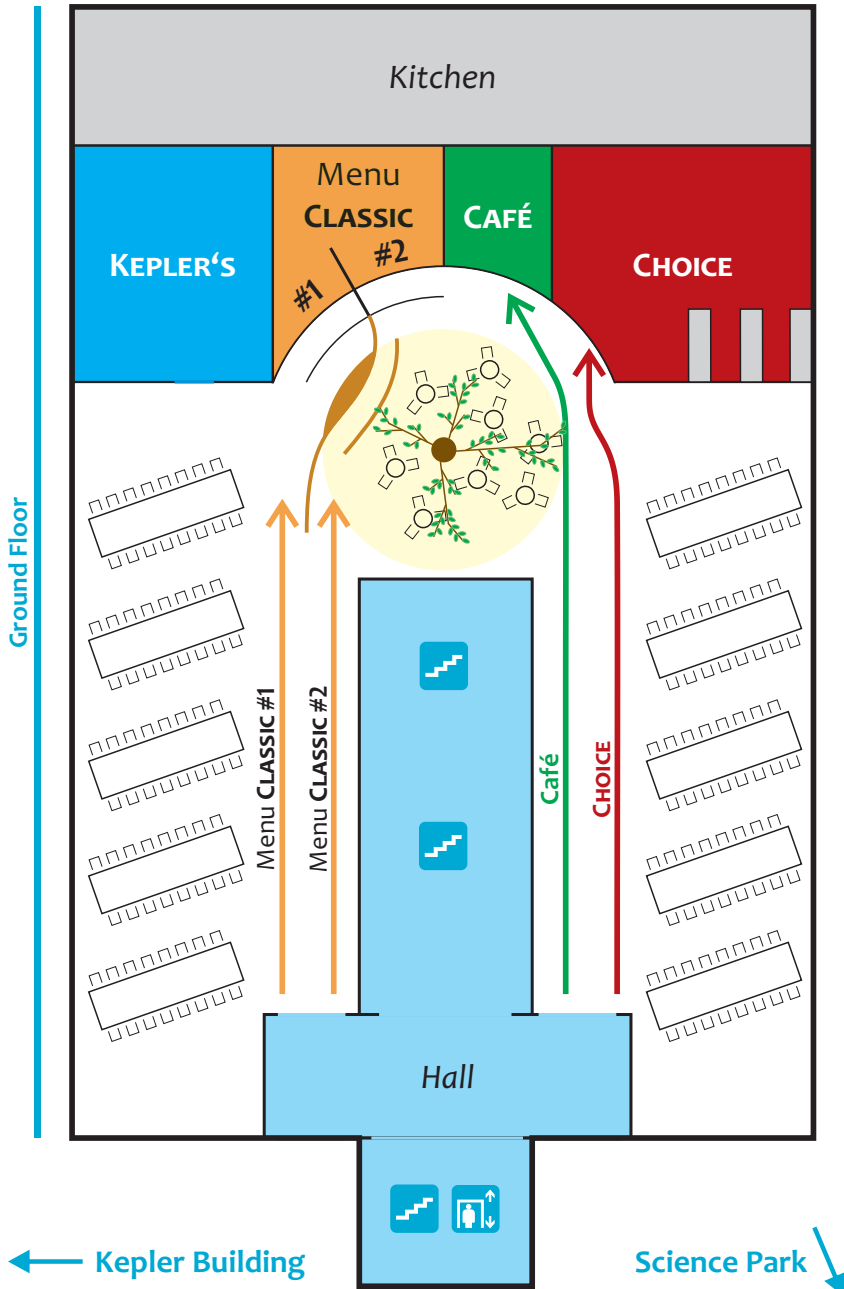 Kitchen
Menu
CLASSIC
#1
#2
CAFÉ
KEPLER‘S
CHOICE
Ground Floor
Menu CLASSIC #1
Menu CLASSIC #2
Café
CHOICE
Hall
Kepler Building
Science Park